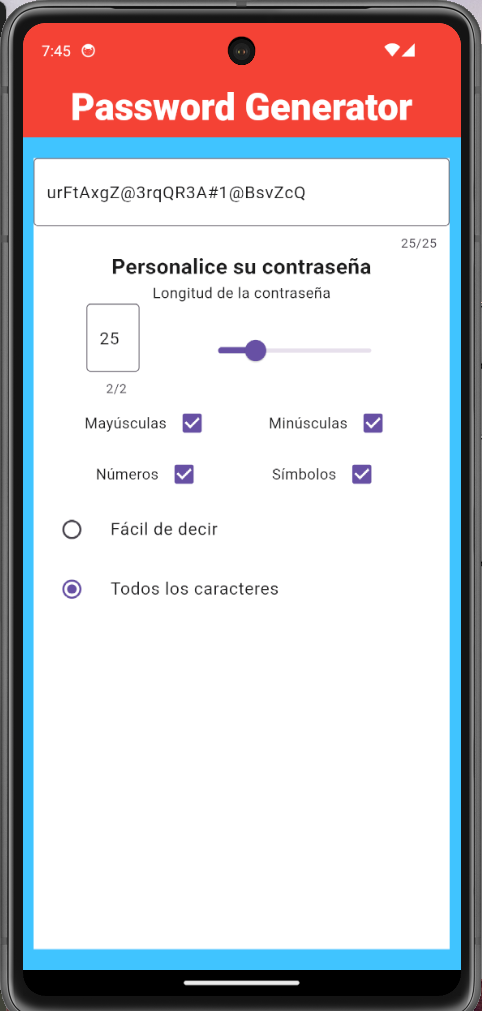 7:45
Password Generator
urFtAxgZ@3rqQR3A#1@BsvZcQ
25/25
Personalice su contraseña
Longitud de la contraseña
25
2/2
Mayúsculas
Minúsculas
Números
Símbolos
Fácil de decir
Todos los caracteres